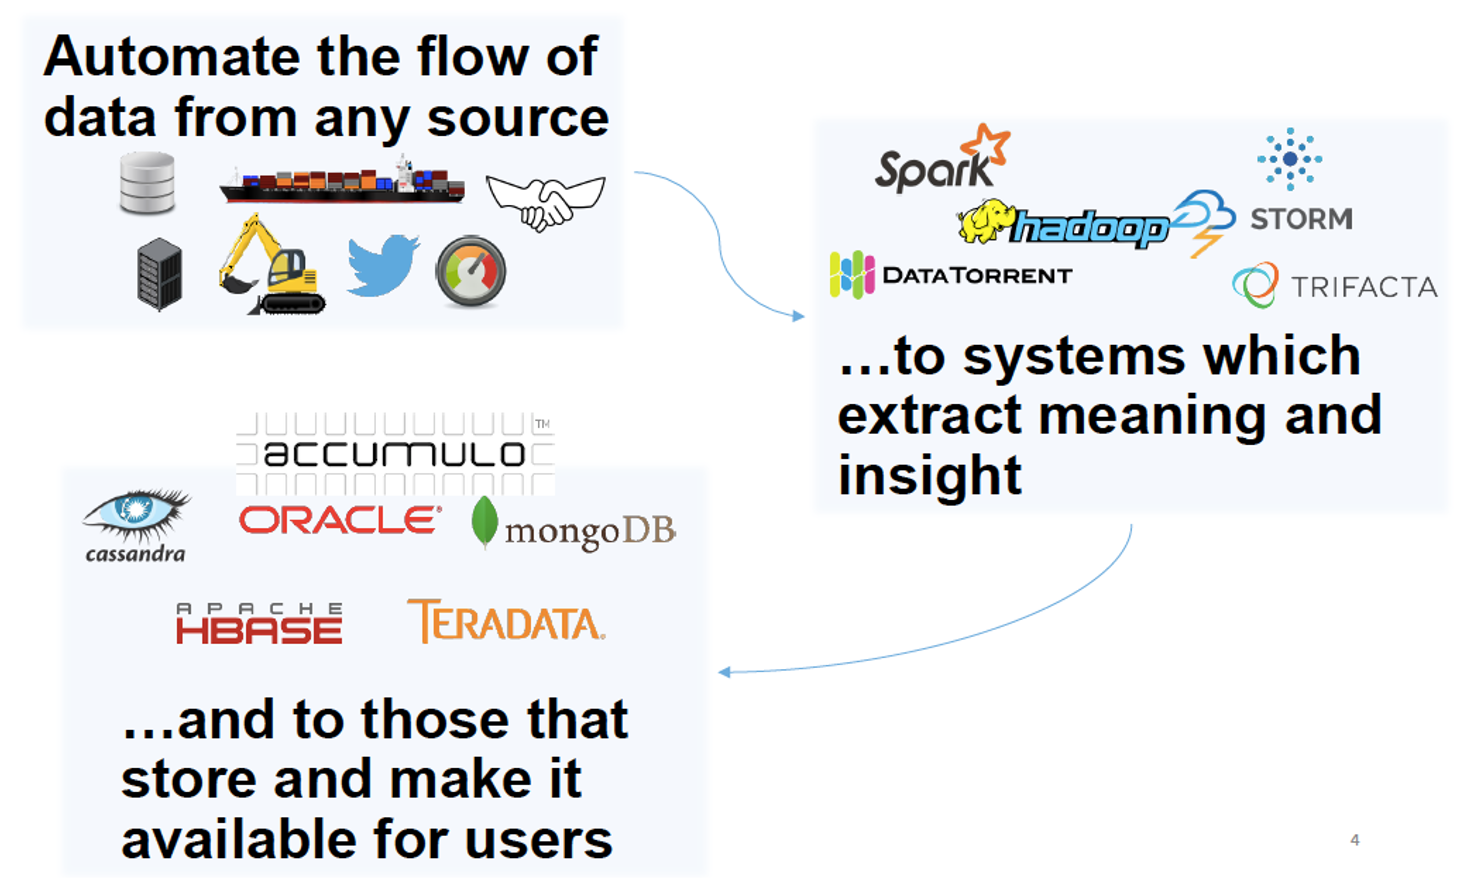 Automate the flow of
data from any source
Spark
STORM
hadoop
DATATORRENT
TRIFACTA
...to systems which
extract meaning and
insight
accumulo TM
cassandra
ORACLE®
mongoDB
APACHE
HBASE
TERADATA.
...and to those that
store and make it
available for users
4